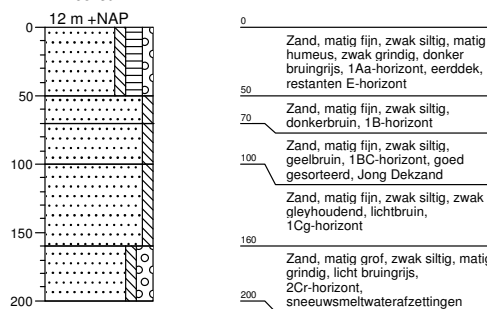 12 m +NAP
0
50
100
150
200
0
Zand, matig fijn, zwak siltig, matig
humeus, zwak grindig, donker
bruingrijs, 1Aa-horizont, eerddek,
restanten E-horizont
50
Zand, matig fijn, zwak siltig,
donkerbruin, 1B-horizont
70
Zand, matig fijn, zwak siltig,
geelbruin, 1BC-horizont, goed
gesorteerd, Jong Dekzand
100
Zand, matig fijn, zwak siltig, zwak
gleyhoudend, lichtbruin,
1Cg-horizont
160
Zand, matig grof, zwak siltig, matig
grindig, licht bruingrijs,
2Cr-horizont,
sneeuwsmeltwaterafzettingen
200